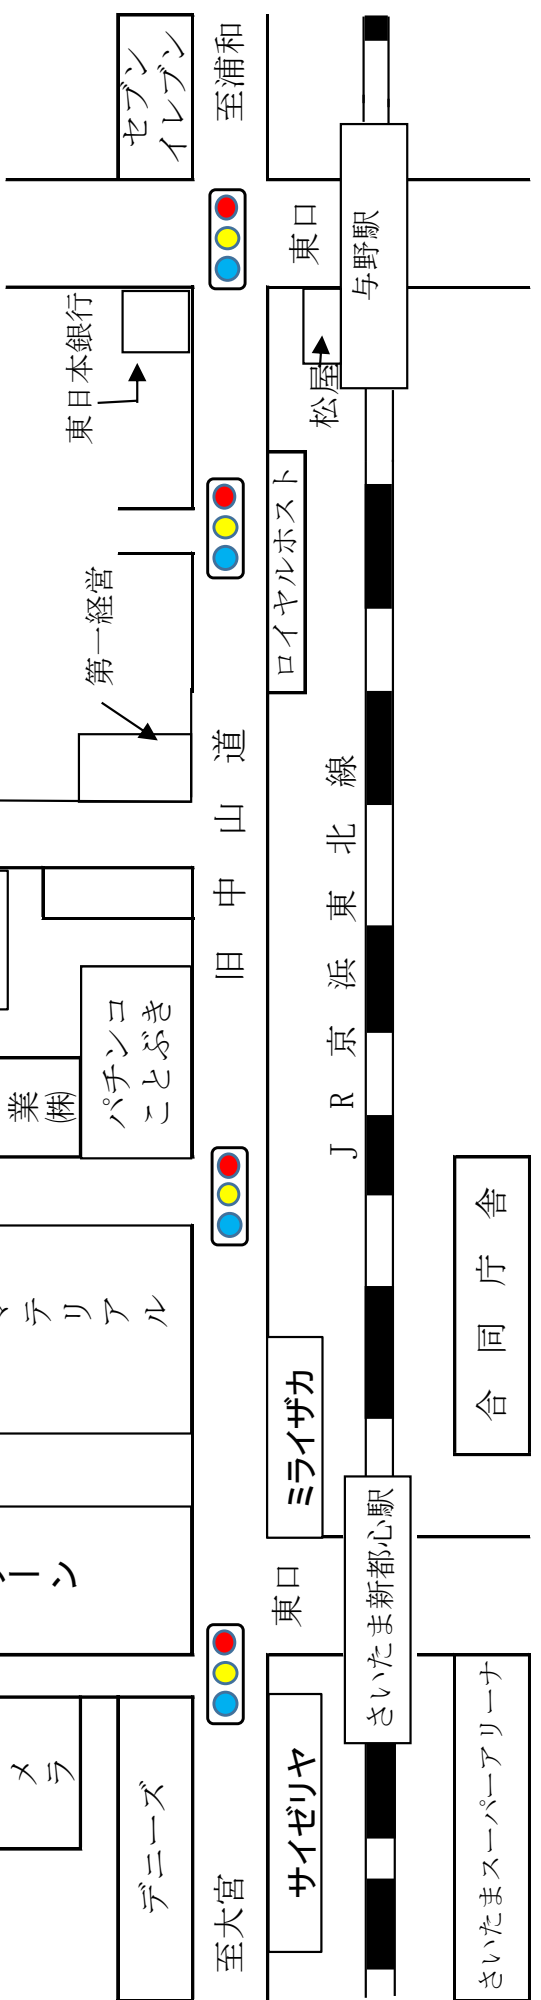 セブン
イレブン
至浦和
東口
与野駅
東日本銀行
松屋
ロイヤルホスト
第一経営
旧中山道
JR京浜東北線
パチンコ
ことぶき
業
㈱
テリアル
合同庁舎
ミライザカ
ーン
東口
さいたま新都心駅
メ
ラ
デニーズ
サイゼリヤ
至大宮
さいたまスーパーアリーナ